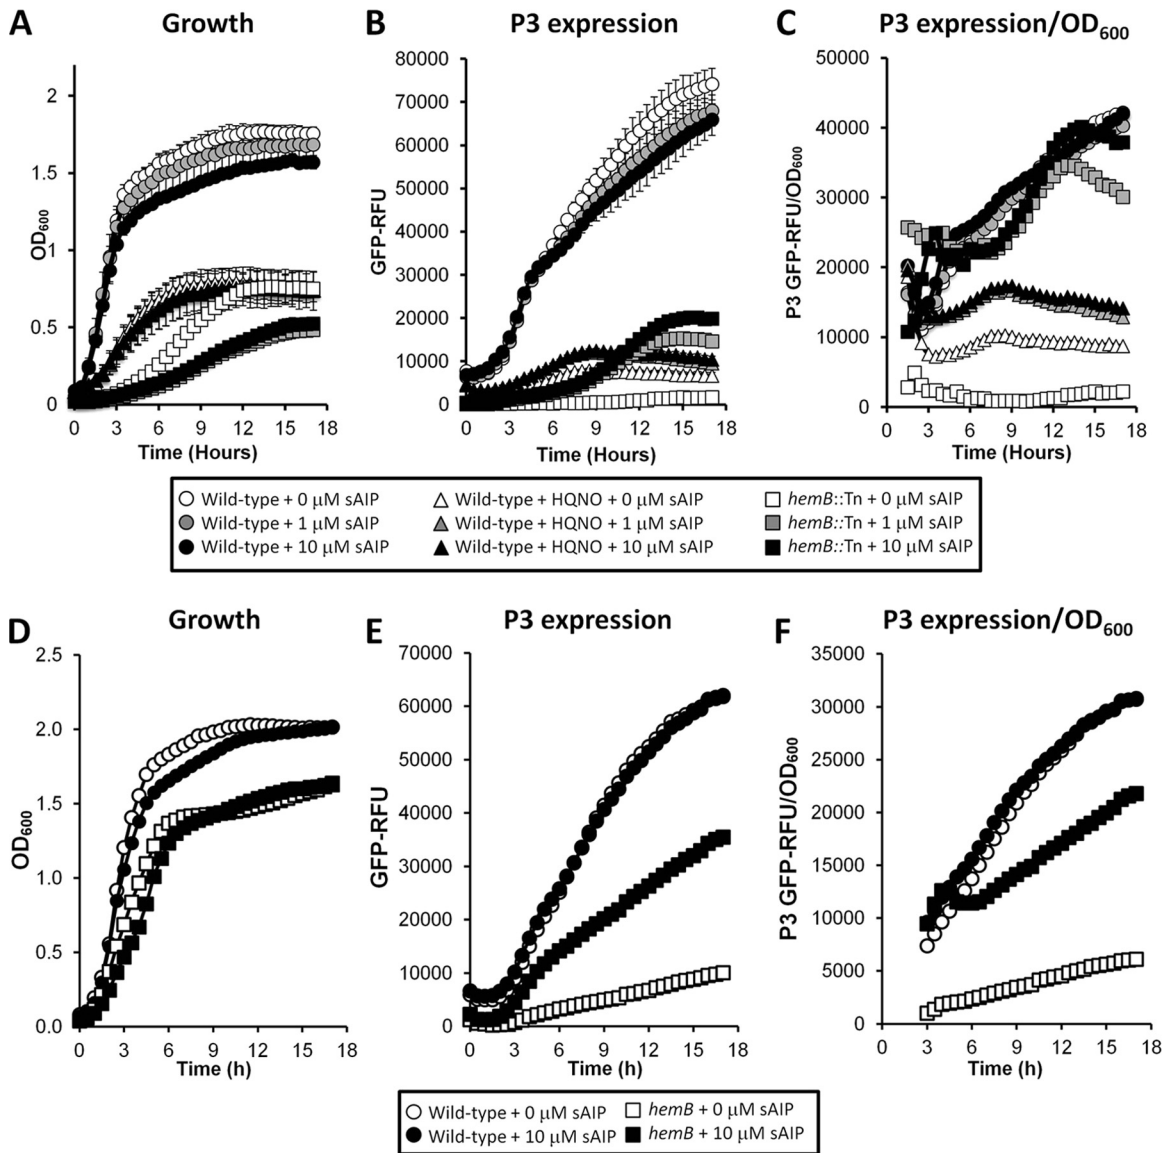 A Growth
B P3 expression
C P3 expression/OD600
OD600
2
1.5
1
0.5
0
0 3 6 9 12 15 18
Time (Hours)
GFP-RFU
80000
70000
60000
50000
40000
30000
20000
10000
0
0 3 6 9 12 15 18
Time (Hours)
P3 GFP-RFU/OD600
50000
40000
30000
20000
10000
0
0 3 6 9 12 15 18
Time (Hours)
Wild-type + 0 μM sAIP
Wild-type + 1 μM sAIP
Wild-type + 10 μM sAIP
Wild-type + HQNO + 0 μM sAIP
Wild-type + HQNO + 1 μM sAIP
Wild-type + HQNO + 10 μM sAIP
hemB::Tn + 0 μM sAIP
hemB::Tn + 1 μM sAIP
hemB::Tn + 10 μM sAIP
D Growth
E P3 expression
F P3 expression/OD600
OD600
2.5
2.0
1.5
1.0
0.5
0.0
0 3 6 9 12 15 18
Time (h)
GFP-RFU
70000
60000
50000
40000
30000
20000
10000
0
0 3 6 9 12 15 18
Time (h)
P3 GFP-RFU/OD600
35000
30000
25000
20000
15000
10000
5000
0
0 3 6 9 12 15 18
Time (h)
Wild-type + 0 μM sAIP
Wild-type + 10 μM sAIP
hemB + 0 μM sAIP
hemB + 10 μM sAIP